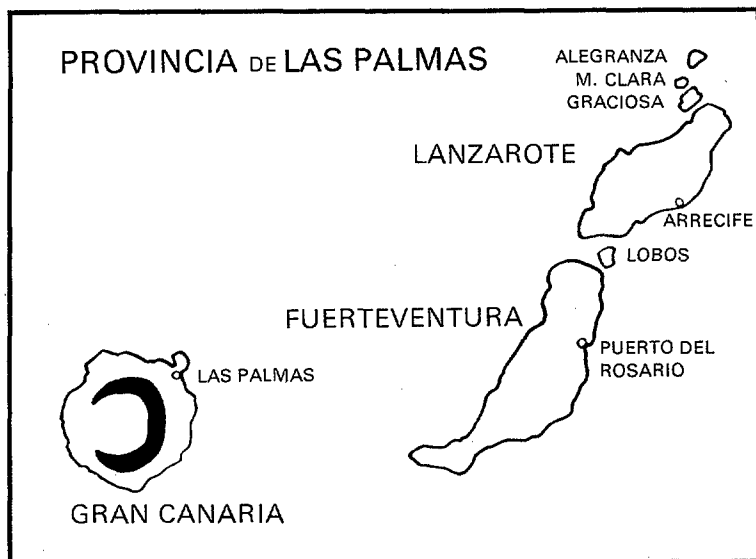 PROVINCIA DE LAS PALMAS
ALEGRANZA
M. CLARA
GRACIOSA
LANZAROTE
ARRECIFE
LOBOS
FUERTEVENTURA
PUERTO DEL
ROSARIO
LAS PALMAS
GRAN CANARIA